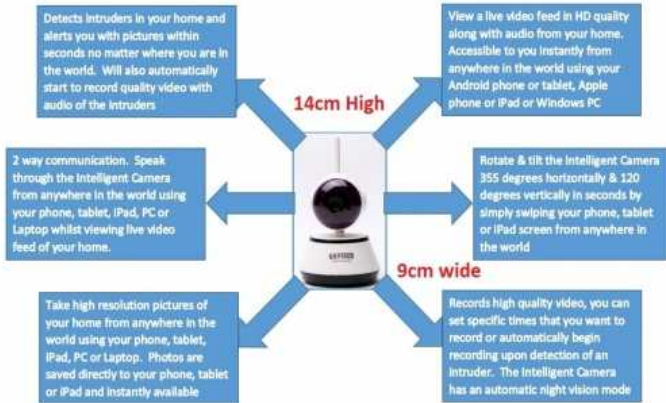 Detects intruders in your home and
alerts you with pictures within
seconds no matter where you are in
the world. Will also automatically
start to record quality video with
audio of the intruders
View a live video feed in HD quality
along with audio from your home.
Accessible to you instantly from
anywhere in the world using your
Android phone or tablet, Apple
phone or iPad or Windows PC
14cm High
2 way communication. Speak
through the Intelligent Camera
from anywhere in the world using
your phone, tablet, iPad, PC or
Laptop whilst viewing live video
feed of your home.
Rotate & tilt the Intelligent Camera
355 degrees horizontally & 120
degrees vertically in seconds by
simply swiping your phone, tablet
or iPad screen from anywhere in
the world
9cm wide
Take high resolution pictures of
your home from anywhere in the
world using your phone, tablet,
iPad, PC or Laptop. Photos are
saved directly to your phone, tablet
or iPad and instantly available
Records high quality video, you can
set specific times that you want to
record or automatically begin
recording upon detection of an
intruder. The Intelligent Camera
has an automatic night vision mode